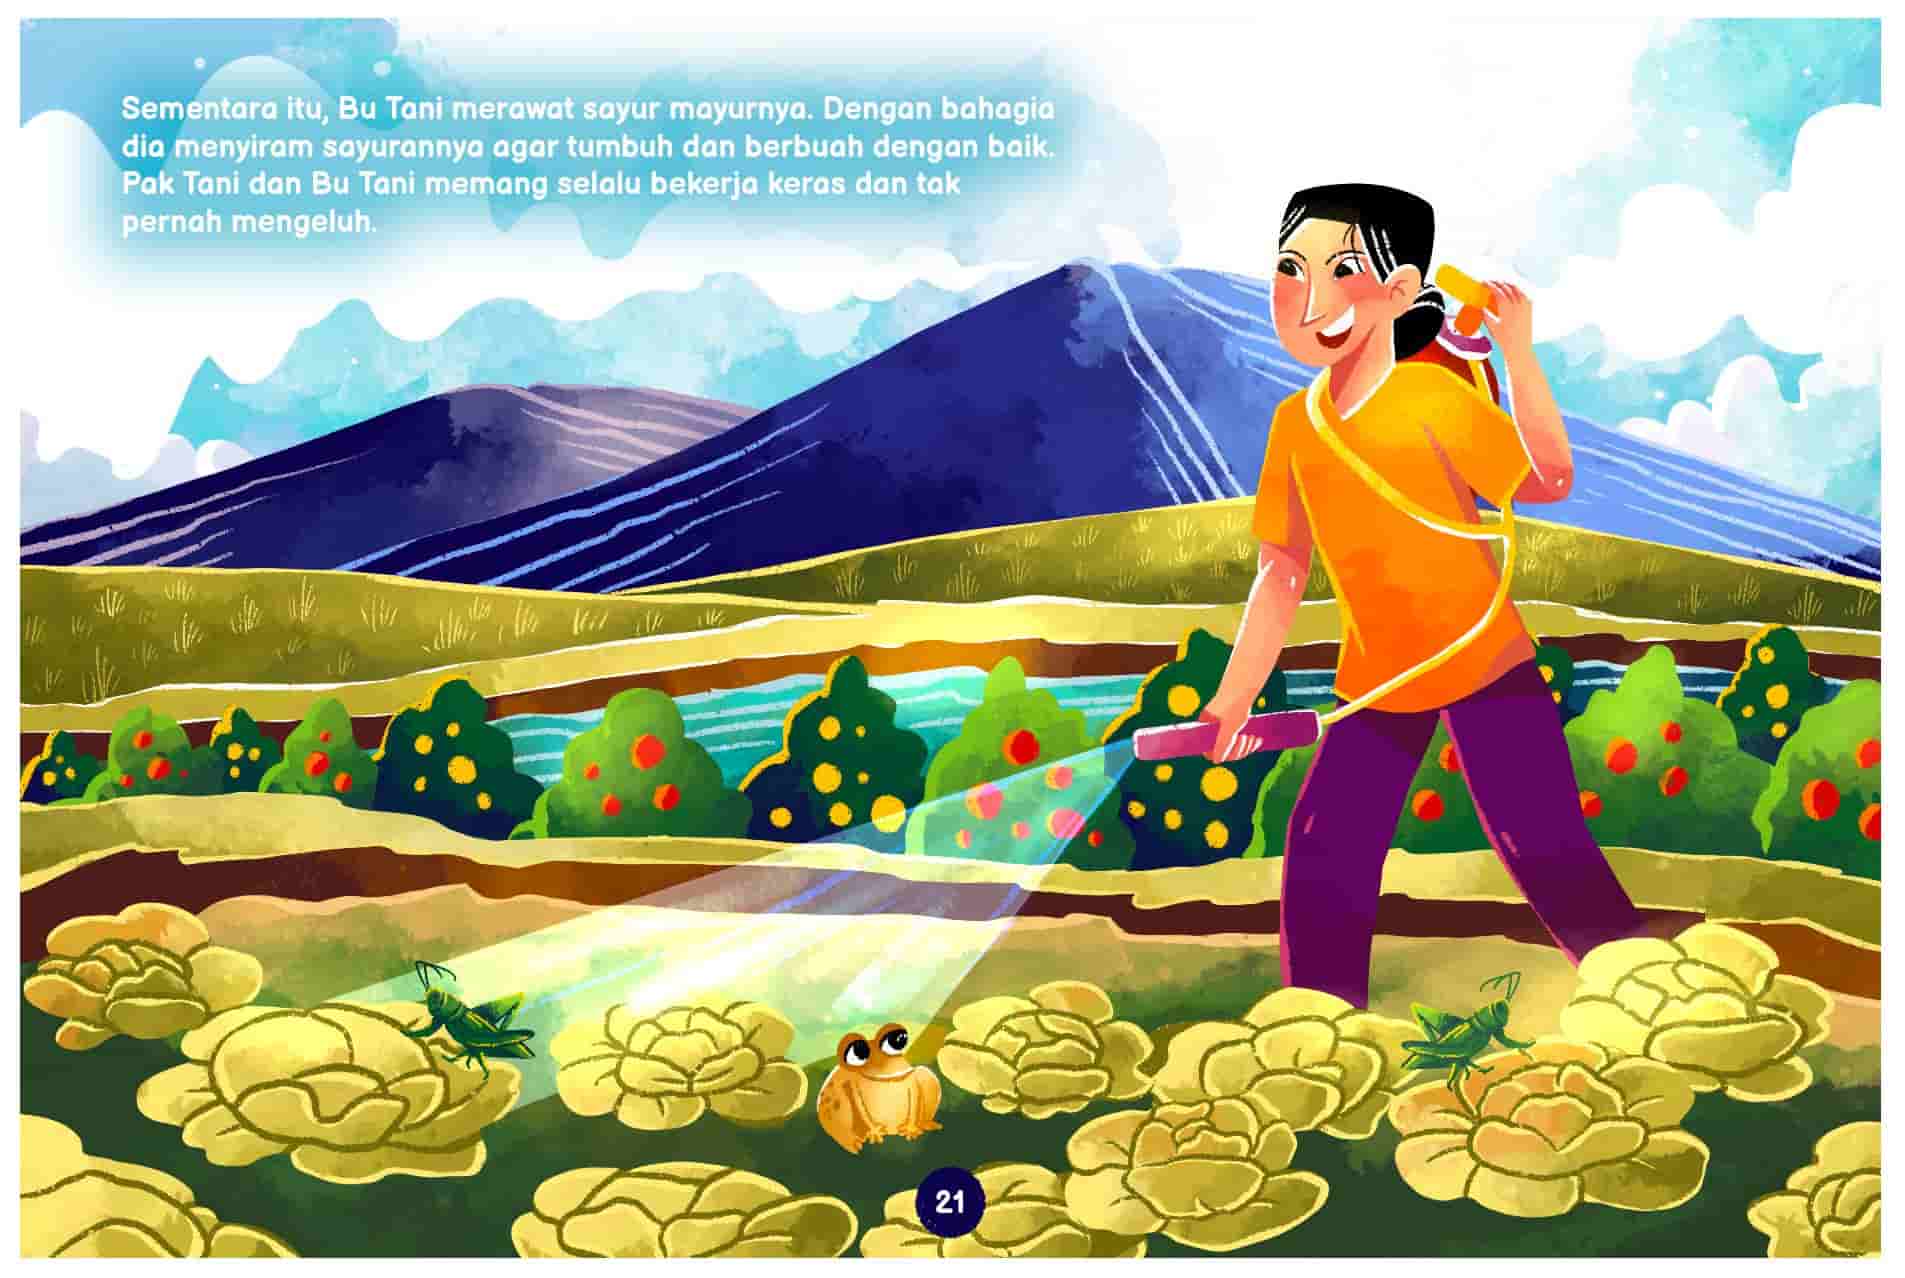 Sementara itu, Bu Tani merawat sayur mayurnya. Dengan bahagia
dia menyiram sayurannya agar tumbuh dan berbuah dengan baik.
Pak Tani dan Bu Tani memang selalu bekerja keras dan tak
pernah mengeluh.
21